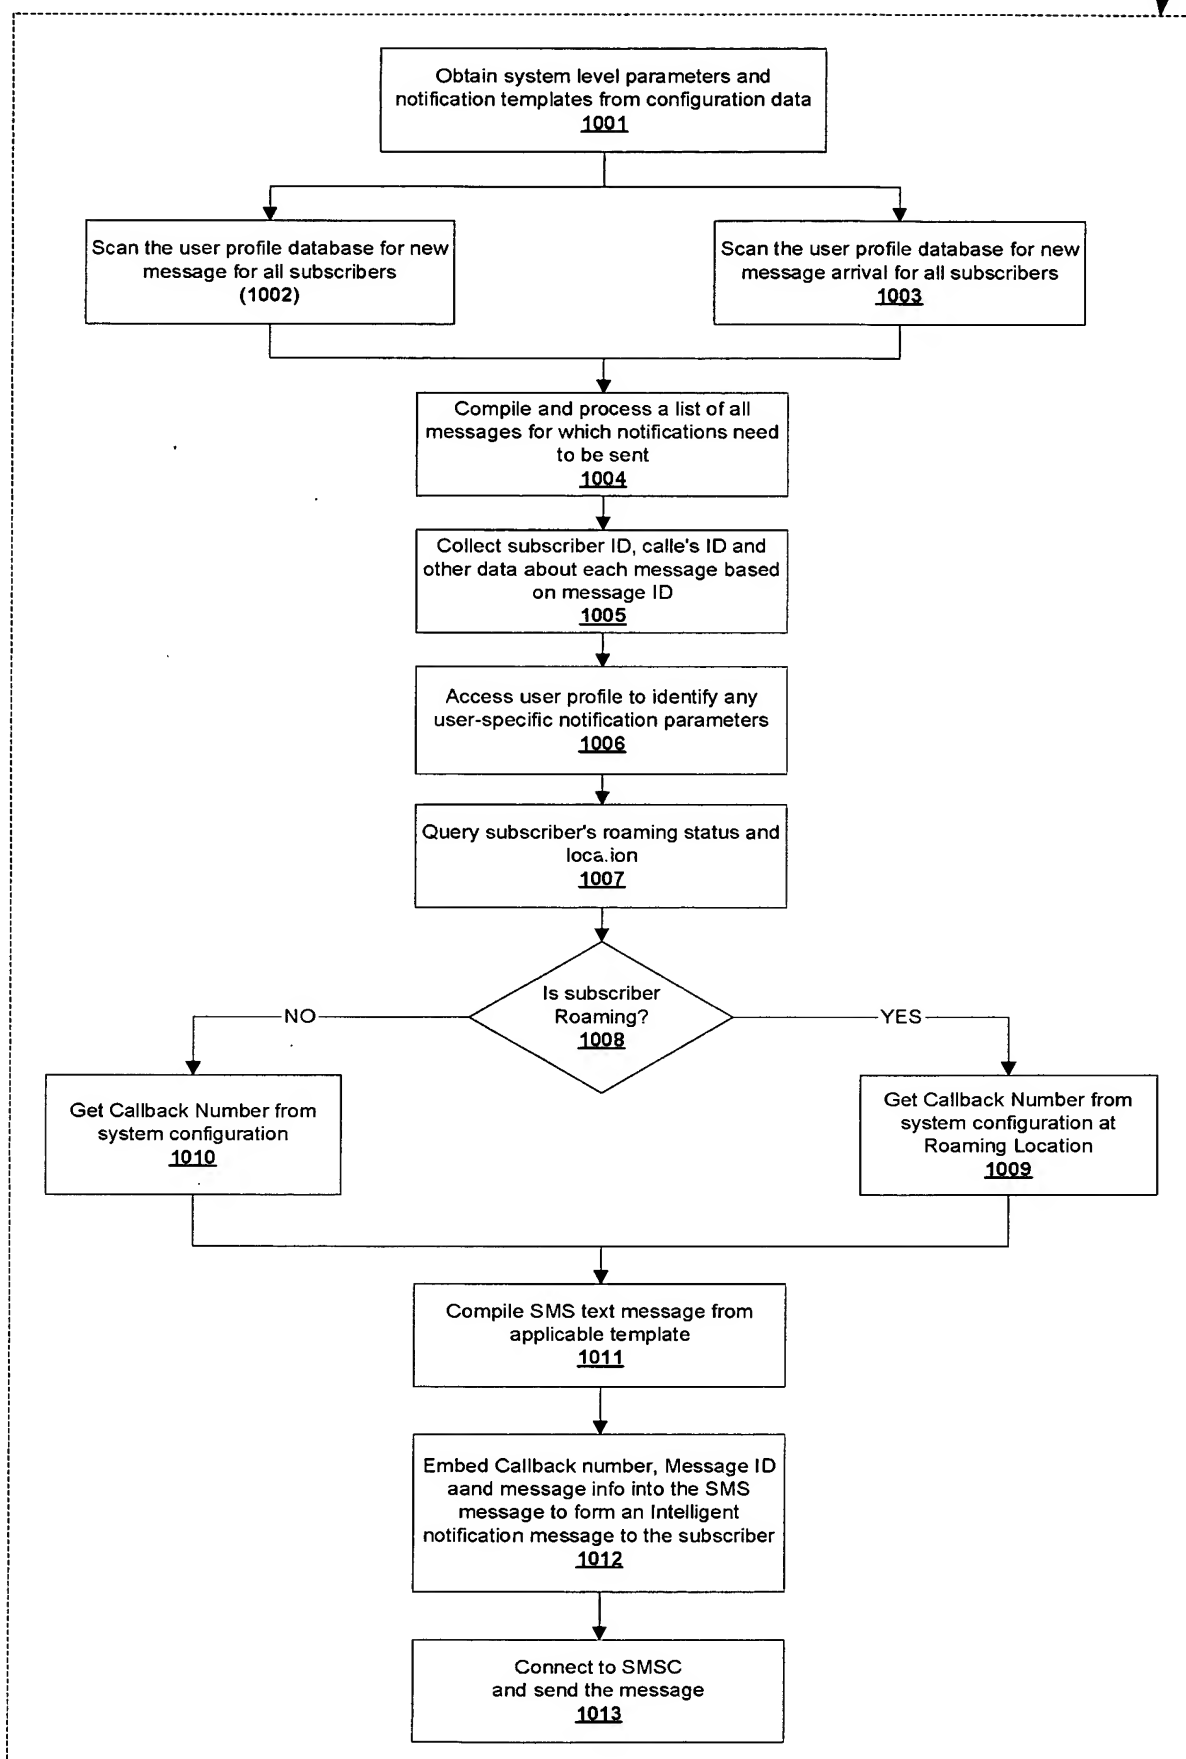 Obtain system level parameters and
notification templates from configuration data
1001
Scan the user profile database for new
message for all subscribers
(1002)
Scan the user profile database for new
message arrival for all subscribers
1003
Compile and process a list of all
messages for which notifications need
to be sent
1004
Collect subscriber ID, calle's ID and
other data about each message based
on message ID
1005
Access user profile to identify any
user-specific notification parameters
1006
Query subscriber's roaming status and
loca.ion
1007
Is subscriber
Roaming?
1008
NO
YES
Get Callback Number from
system configuration
1010
Get Callback Number from
system configuration at
Roaming Location
1009
Compile SMS text message from
applicable template
1011
Embed Callback number, Message ID
aand message info into the SMS
message to form an Intelligent
notification message to the subscriber
1012
Connect to SMSC
and send the message
1013